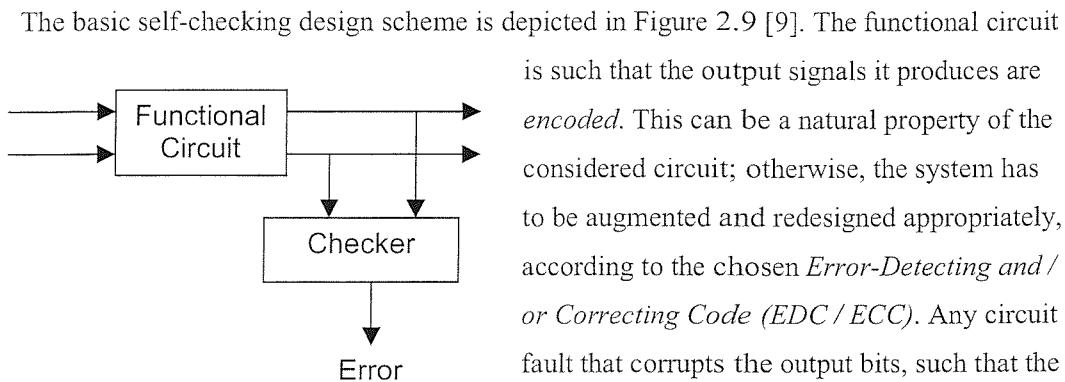 The basic self-checking design scheme is depicted in Figure 2.9 [9]. The functional circuit
is such that the output signals it produces are
encoded. This can be a natural property of the
considered circuit; otherwise, the system has
to be augmented and redesigned appropriately,
according to the chosen Error-Detecting and /
or Correcting Code (EDC / ECC). Any circuit
fault that corrupts the output bits, such that the
Functional
Circuit
Checker
Error